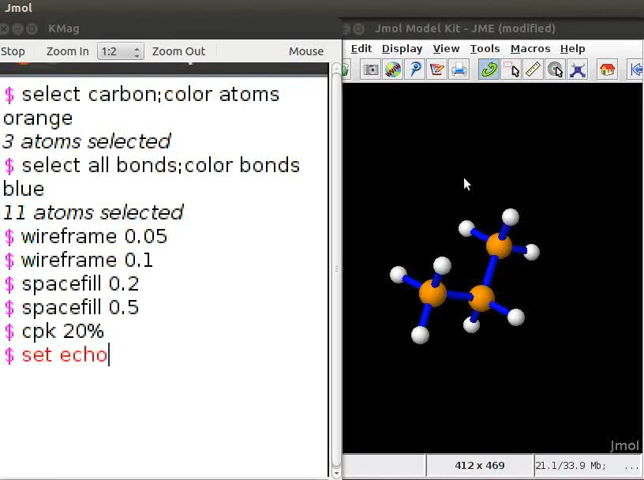 Jmol
KMag
Jmol Model Kit - JME (modified)
Stop Zoom In 1:2 Zoom Out Mouse
Edit Display View Tools Macros Help
$ select carbon;color atoms
orange
3 atoms selected
$ select all bonds;color bonds
blue
11 atoms selected
$ wireframe 0.05
$ wireframe 0.1
$ spacefill 0.2
$ spacefill 0.5
$ cpk 20%
$ set echo
Jmol
412 x 469
21.1/33.9 Mb; ...